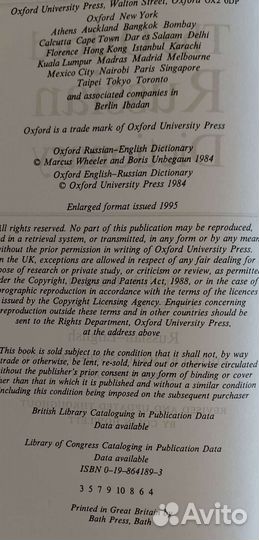 Oxford University Press, Walton Street, Oxford OX2 6DP
Oxford New York
Athens Auckland Bangkok Bombay
Calcutta Cape Town Dar es Salaam Delhi
Florence Hong Kong Istanbul Karachi
Kuala Lumpur Madras Madrid Melbourne
Mexico City Nairobi Paris Singapore
Taipei Tokyo Toronto
and associated companies in
Berlin Ibadan
Oxford is a trade mark of Oxford University Press
Oxford Russian–English Dictionary
© Marcus Wheeler and Boris Unbegaun 1984
Oxford English–Russian Dictionary
© Oxford University Press 1984
Enlarged format issued 1995
All rights reserved. No part of this publication may be reproduced,
d in a retrieval system, or transmitted, in any form or by any mean
without the prior permission in writing of Oxford University Press.
n the UK, exceptions are allowed in respect of any fair dealing for
pose of research or private study, or criticism or review, as permitte
der the Copyright, Designs and Patents Act, 1988, or in the case of
prographic reproduction in accordance with the terms of the licences
issued by the Copyright Licensing Agency. Enquiries concerning
reproduction outside these terms and in other countries should be
sent to the Rights Department, Oxford University Press,
at the address above
This book is sold subject to the condition that it shall not, by way
trade or otherwise, be lent, re-sold, hired out or otherwise circulated
without the publisher's prior consent in any form of binding or cover
her than that in which it is published and without a similar condition
including this condition being imposed on the subsequent purchaser
British Library Cataloguing in Publication Data
Data available
Library of Congress Cataloging in Publication Data
Data available
ISBN 0–19–864189–3
3 5 7 9 10 8 6 4
Printed in Great Britain by
Bath Press, Bath
Avito